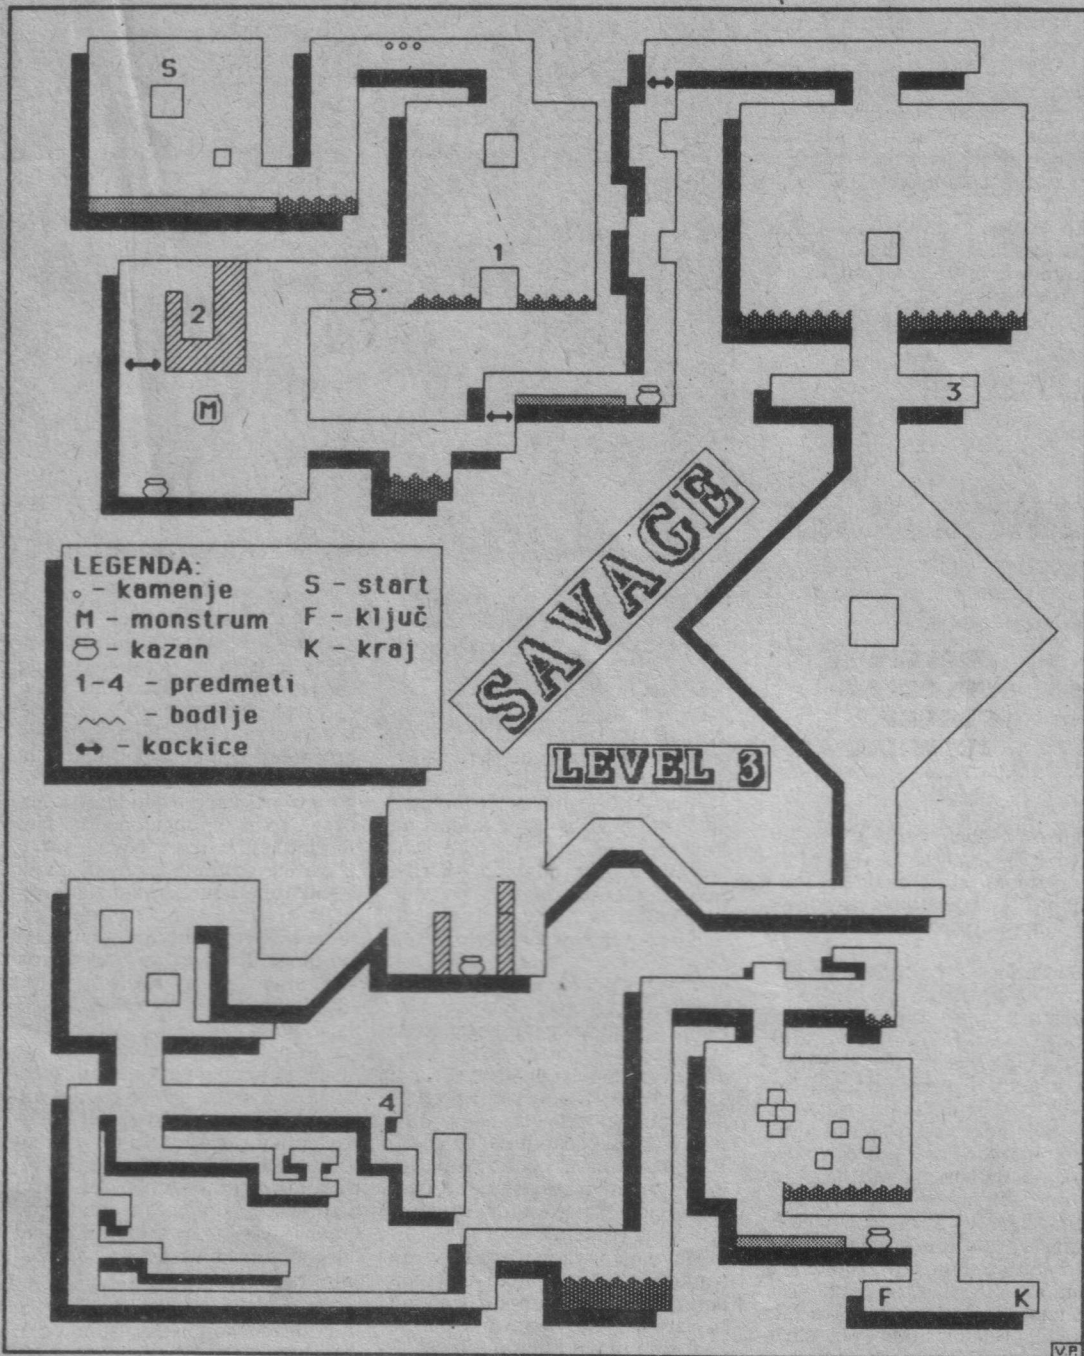 S
1
2
M
3
LEGENDA:
- kamenje
M - monstrum
- kazan
1-4 - predmeti
- bodlje
- kockice
S - start
F - ključ
K - kraj
SAVAGE
LEVEL 3
4
F
K
V.P.